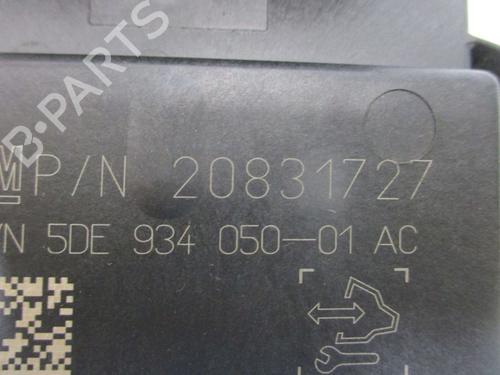 B-PARTS
M P/N 20831727
/N 5DE 934 050-01 AC